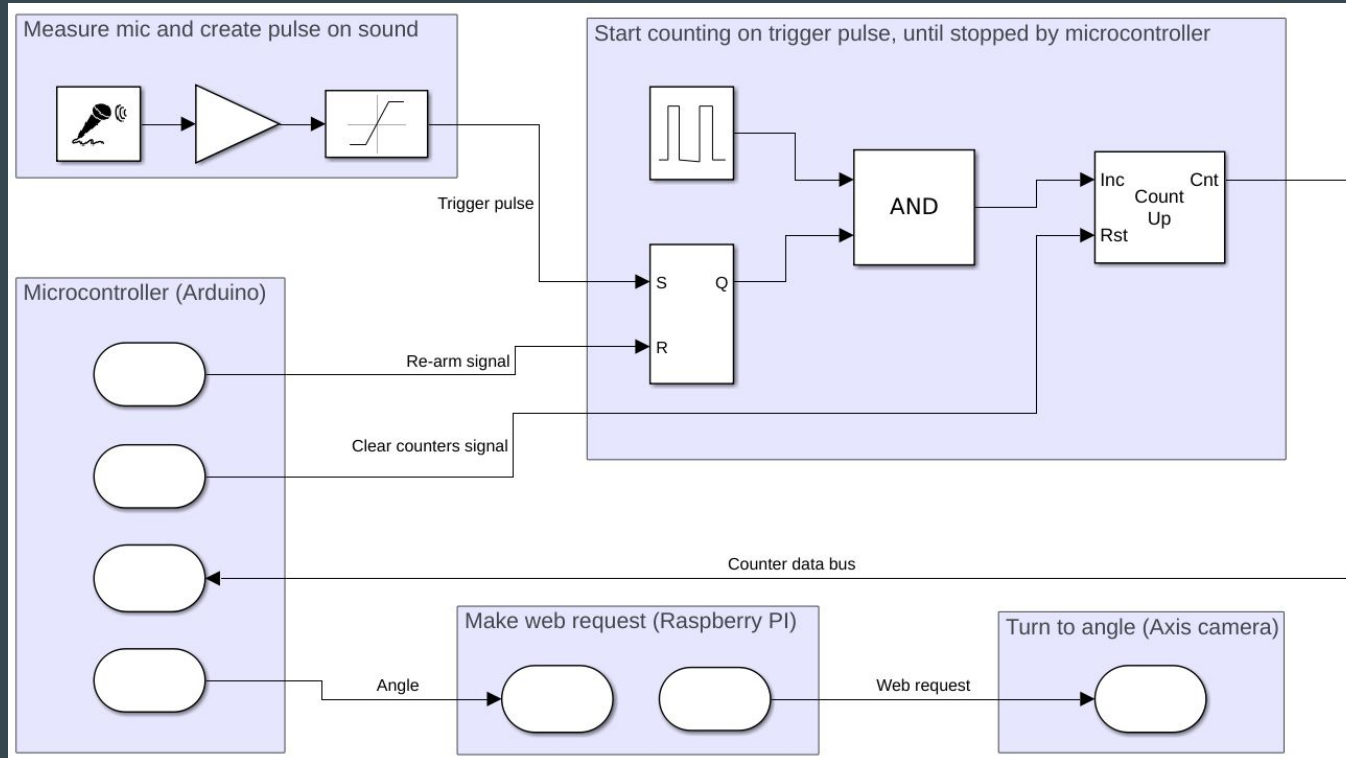 Measure mic and create pulse on sound
Start counting on trigger pulse, until stopped by microcontroller
Trigger pulse
AND
Inc
Cnt
Count
Up
Rst
S
Q
R
Microcontroller (Arduino)
Re-arm signal
Clear counters signal
Counter data bus
Make web request (Raspberry PI)
Turn to angle (Axis camera)
Angle
Web request